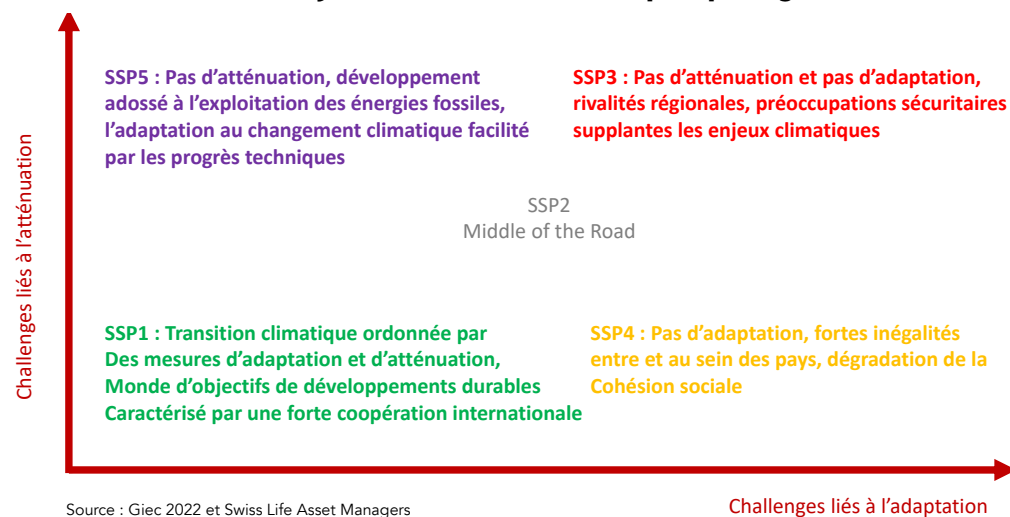 SSP5 : Pas d’atténuation, développement
adossé à l’exploitation des énergies fossiles,
l’adaptation au changement climatique facilité
par les progrès techniques
SSP3 : Pas d’atténuation et pas d’adaptation,
rivalités régionales, préoccupations sécuritaires
supplantes les enjeux climatiques
Challenges liés à l’atténuation
SSP2
Middle of the Road
SSP1 : Transition climatique ordonnée par
Des mesures d’adaptation et d’atténuation,
Monde d’objectifs de développements durables
Caractérisé par une forte coopération internationale
SSP4 : Pas d’adaptation, fortes inégalités
entre et au sein des pays, dégradation de la
Cohésion sociale
Source : Giec 2022 et Swiss Life Asset Managers
Challenges liés à l’adaptation